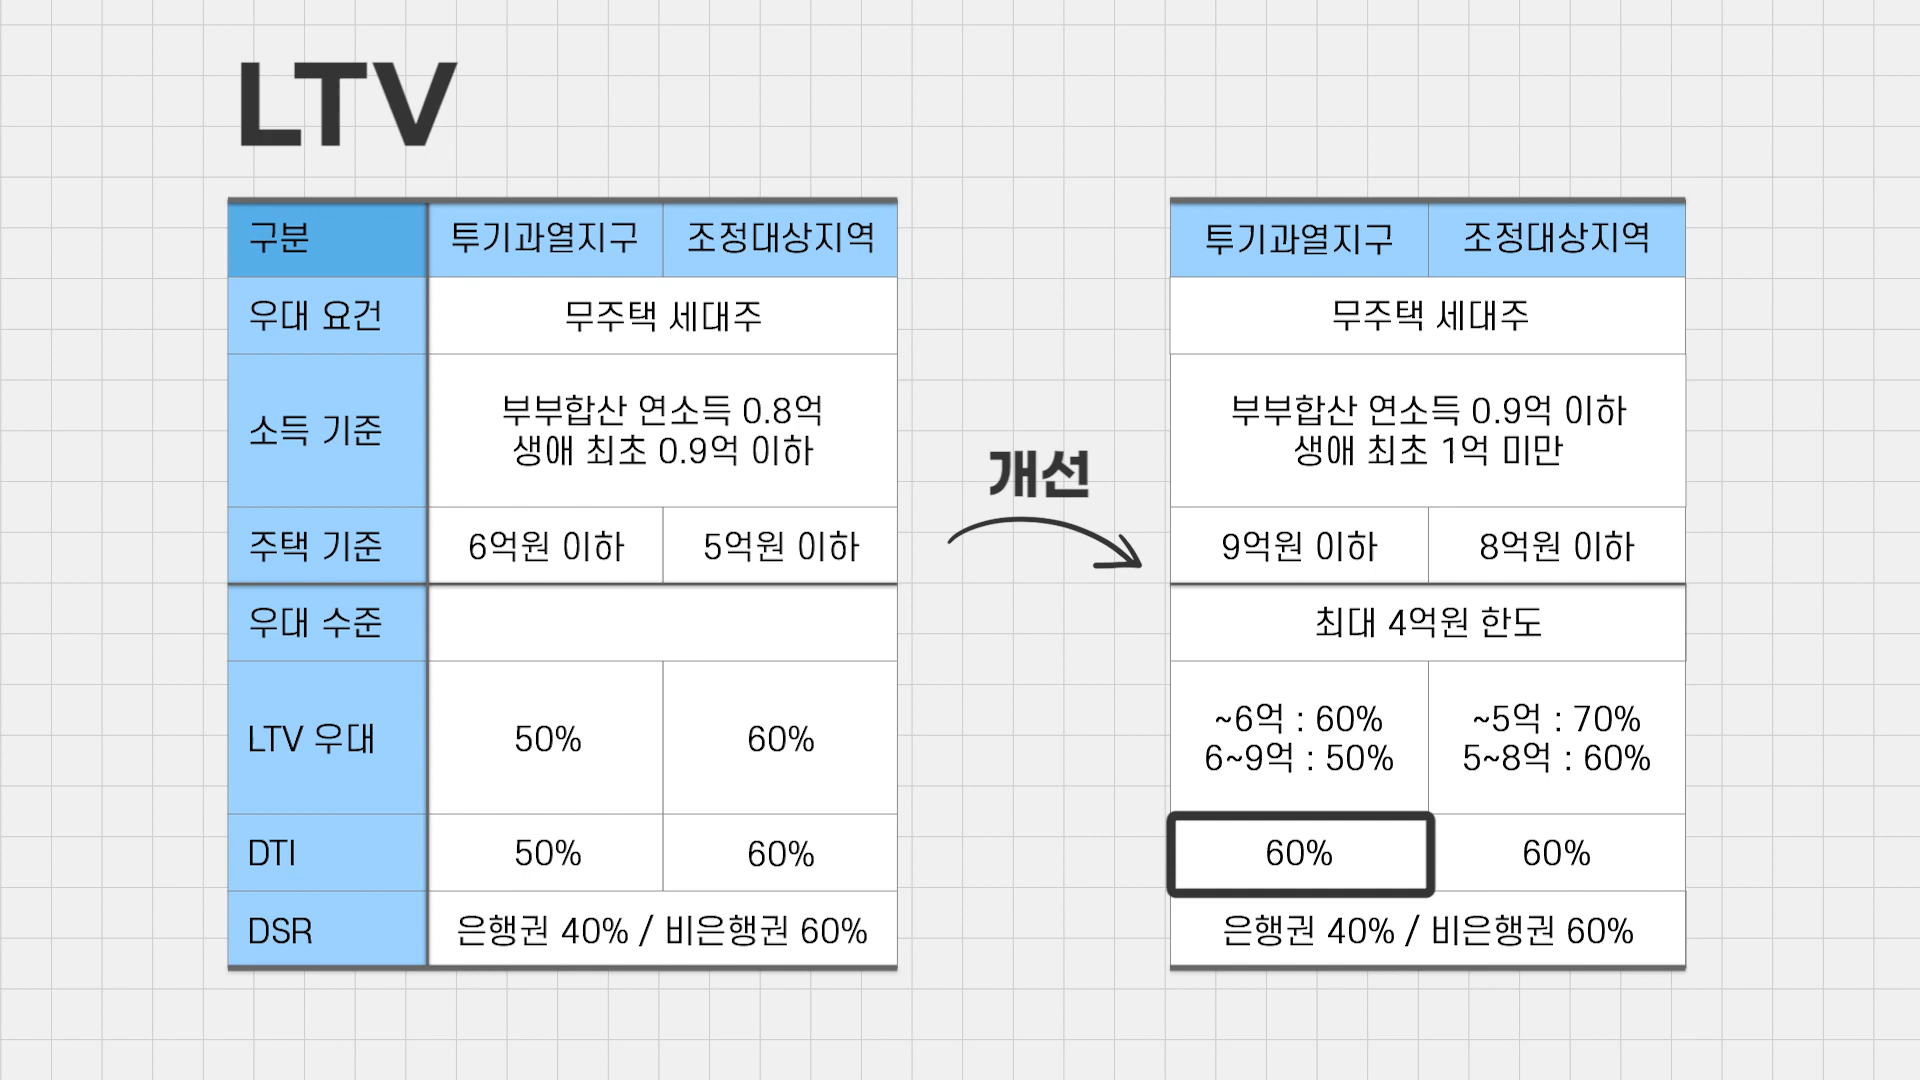 LTV
구분 투기과열지구 조정대상지역
우대 요건 무주택 세대주
소득 기준 부부합산 연소득 0.8억
생애 최초 0.9억 이하
주택 기준 6억원 이하 5억원 이하
우대 수준
LTV 우대 50% 60%
DTI 50% 60%
DSR 은행권 40% / 비은행권 60%
개선
투기과열지구 조정대상지역
무주택 세대주
부부합산 연소득 0.9억 이하
생애 최초 1억 미만
9억원 이하 8억원 이하
최대 4억원 한도
~6억 : 60% ~5억 : 70%
6~9억 : 50% 5~8억 : 60%
60% 60%
은행권 40% / 비은행권 60%